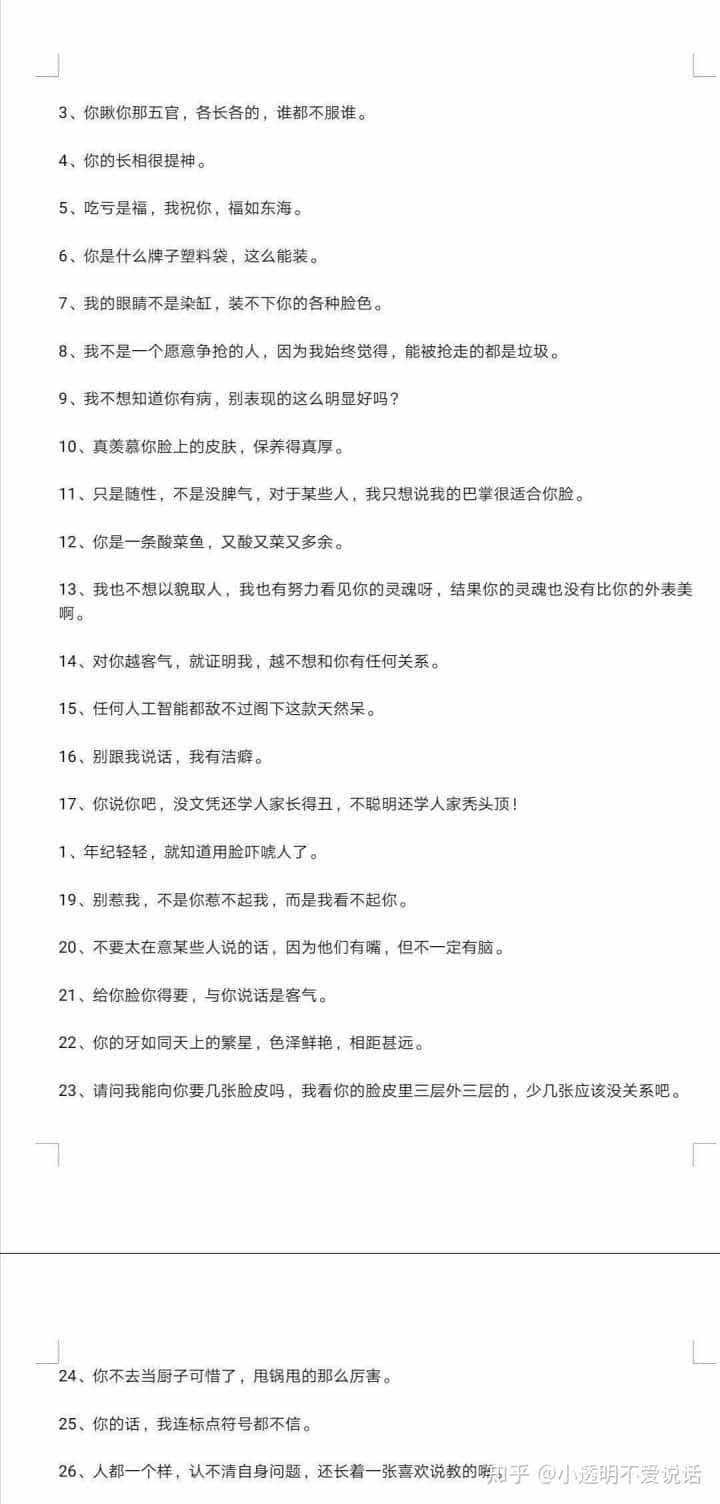 3、你瞅你那五官，各长各的，谁都不服谁。
4、你的长相很提神。
5、吃亏是福，我祝你，福如东海。
6、你是什么牌子塑料袋，这么能装。
7、我的眼睛不是染缸，装不下你的各种脸色。
8、我不是一个愿意争抢的人，因为我始终觉得，能被抢走的都是垃圾。
9、我不想知道你有病，别表现的这么明显好吗？
10、真羡慕你脸上的皮肤，保养得真厚。
11、只是随性，不是没脾气，对于某些人，我只想说我的巴掌很适合你脸。
12、你是一条酸菜鱼，又酸又菜又多余。
13、我也不想以貌取人，我也有努力看见你的灵魂呀，结果你的灵魂也没有比你的外表美
啊。
14、对你越客气，就证明我，越不想和你有任何关系。
15、任何人工智能都敌不过阁下这款天然呆。
16、别跟我说话，我有洁癖。
17、你说你吧，没文凭还学人家长得丑，不聪明还学人家秃头顶！
1、年纪轻轻，就知道用脸吓唬人了。
19、别惹我，不是你惹不起我，而是我看不起你。
20、不要太在意某些人说的话，因为他们有嘴，但不一定有脑。
21、给你脸你得要，与你说话是客气。
22、你的牙如同天上的繁星，色泽鲜艳，相距甚远。
23、请问我能向你要几张脸皮吗，我看你的脸皮里三层外三层的，少几张应该没关系吧。
24、你不去当厨子可惜了，甩锅甩的那么厉害。
25、你的话，我连标点符号都不信。
26、人都一个样，认不清自身问题，还长着一张喜欢说教的
知乎 @小透明不爱说话